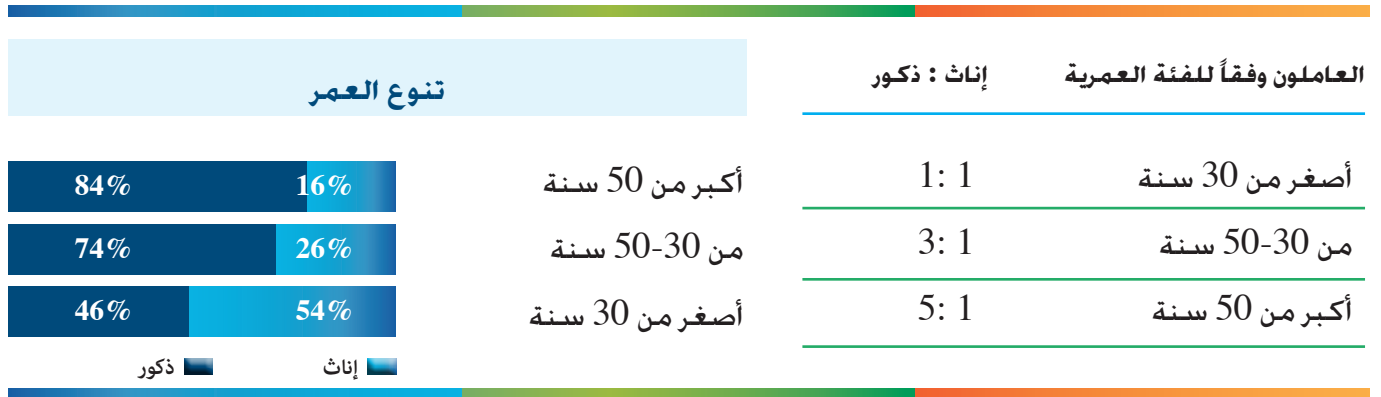 العاملون وفقاً للفئة العمرية إناث : ذكور
أصغر من 30 سنة 1 :1
من 30-50 سنة 1 :3
أكبر من 50 سنة 1 :5
تنوع العمر
أكبر من 50 سنة 16% 84%
من 30-50 سنة 26% 74%
أصغر من 30 سنة 54% 46%
إناث ذكور